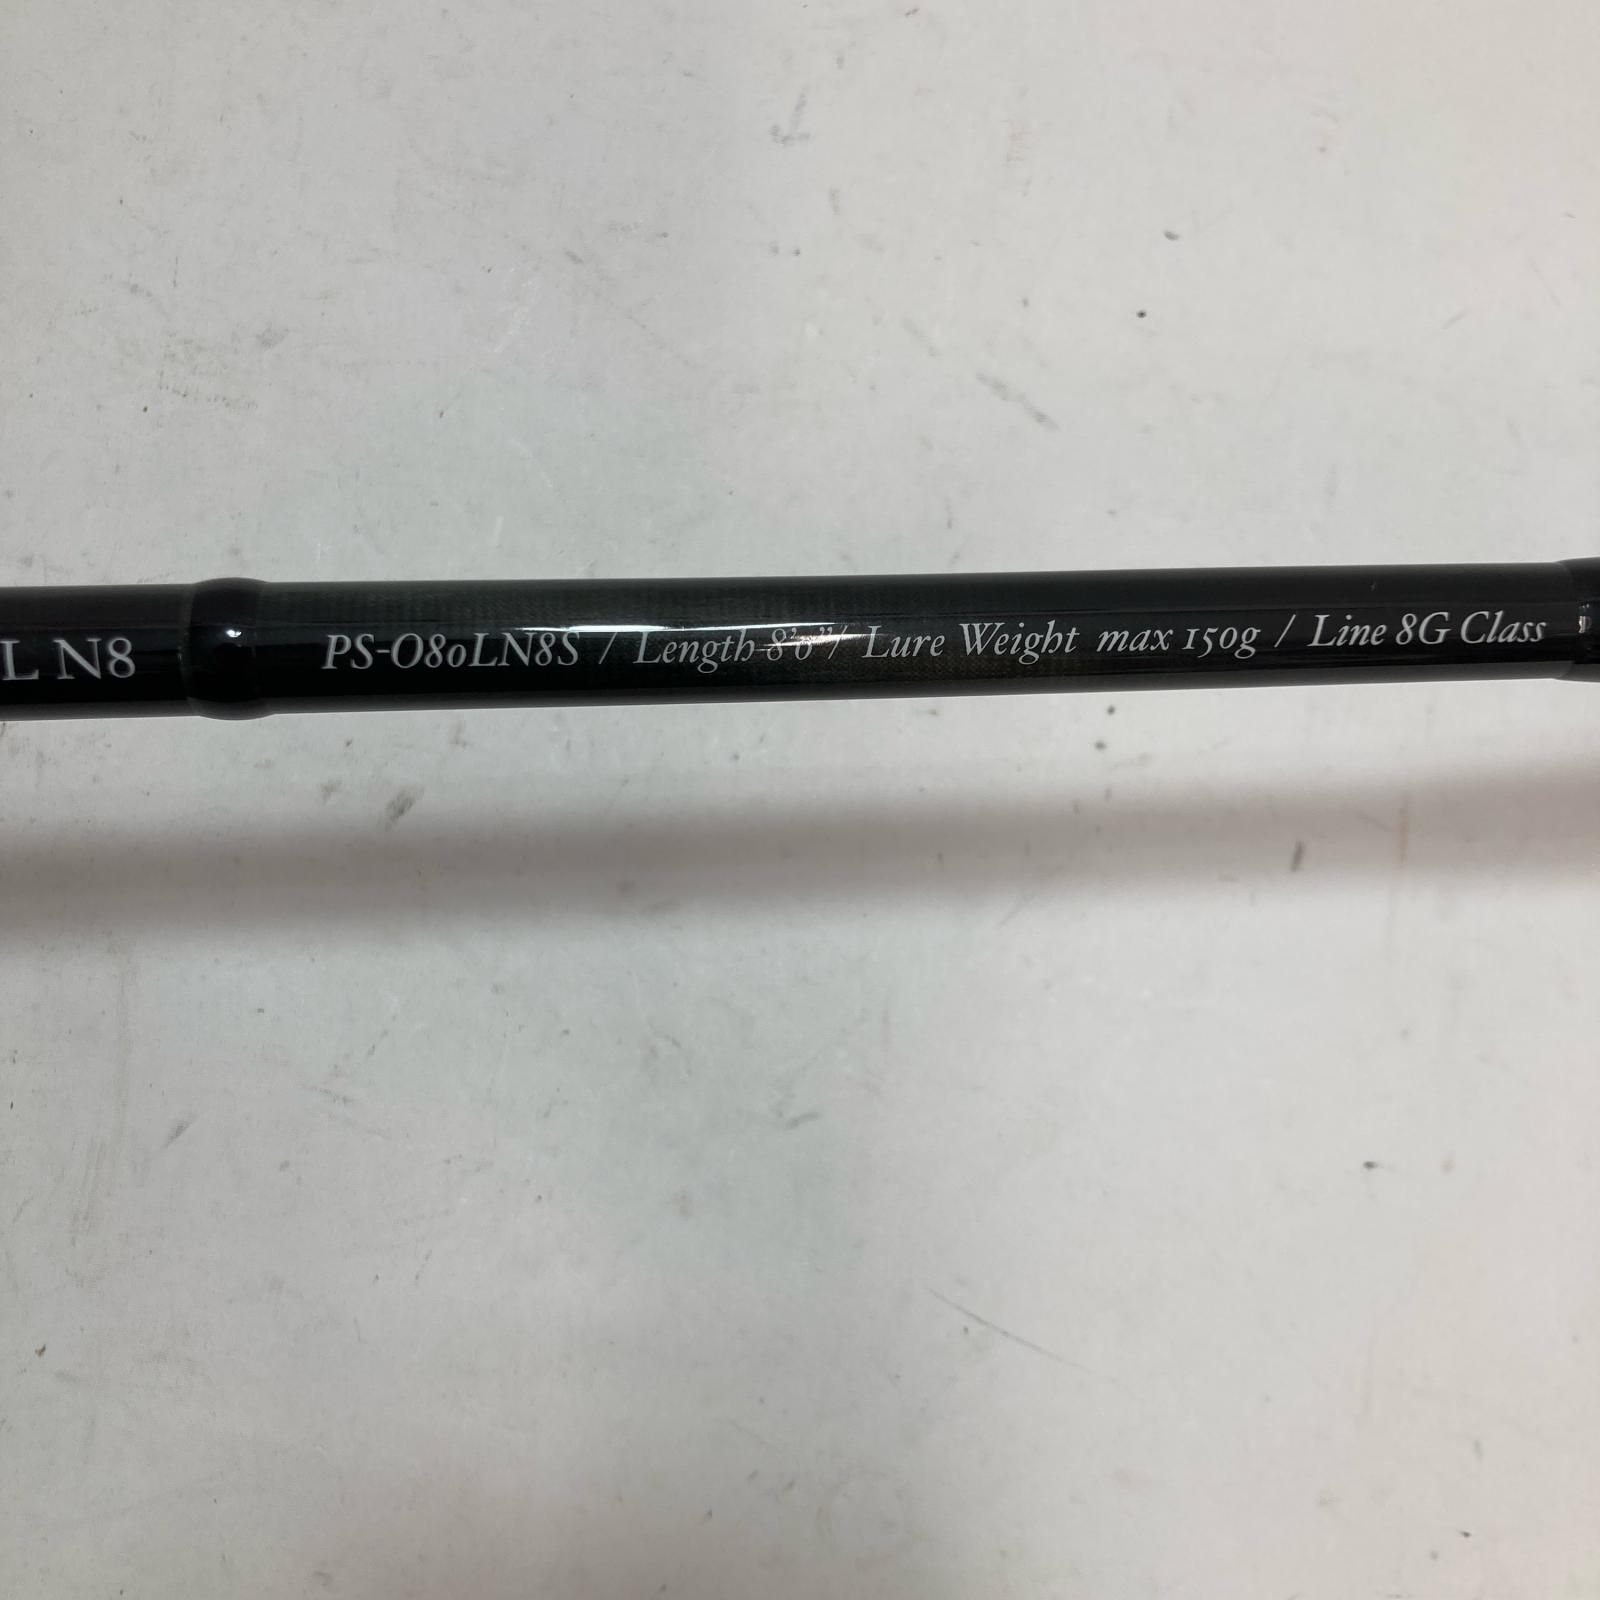 L N8 PS-O80LN8S / Length 8'0" / Lure Weight max 150g / Line 8G Class